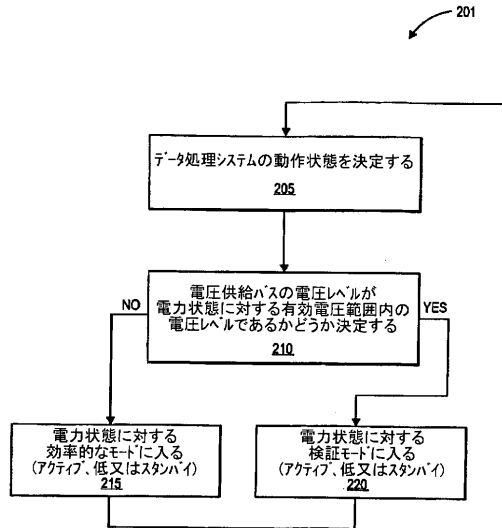 201
データ処理システムの動作状態を決定する
205
電圧供給バスの電圧レベルが
電力状態に対する有効電圧範囲内の
電圧レベルであるかどうか決定する
210
NO
YES
電力状態に対する
効率的なモードに入る
(アクティブ、低又はスタンバイ)
215
電力状態に対する
検証モードに入る
(アクティブ、低又はスタンバイ)
220